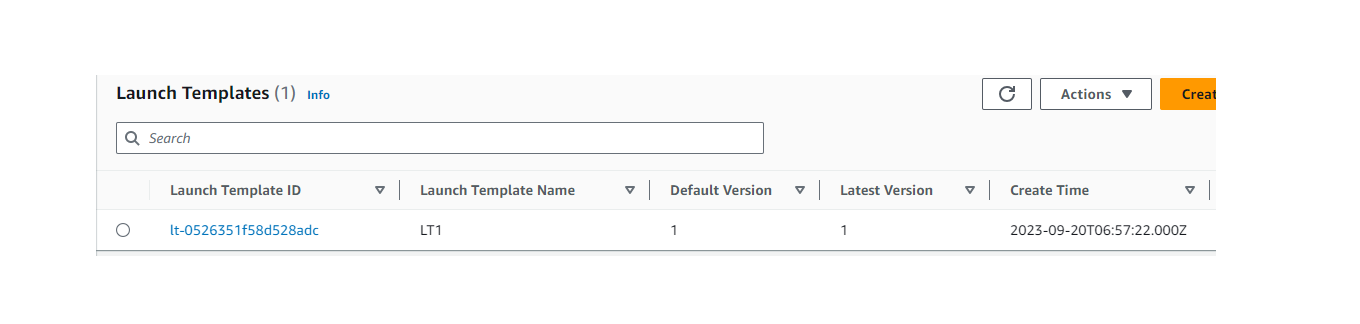 Launch Templates (1) Info
Actions
Creat
Search
Launch Template ID Launch Template Name Default Version Latest Version Create Time
lt-0526351f58d528adc LT1 1 1 2023-09-20T06:57:22.000Z